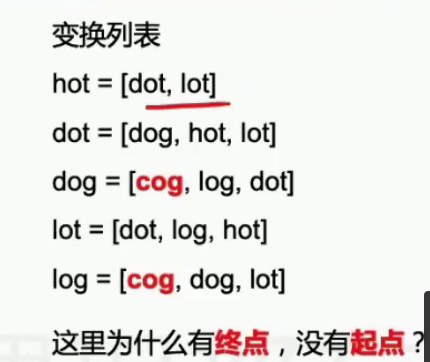 变换列表
hot = [dot, lot]
dot = [dog, hot, lot]
dog = [cog, log, dot]
lot = [dot, log, hot]
log = [cog, dog, lot]
这里为什么有终点，没有起点？